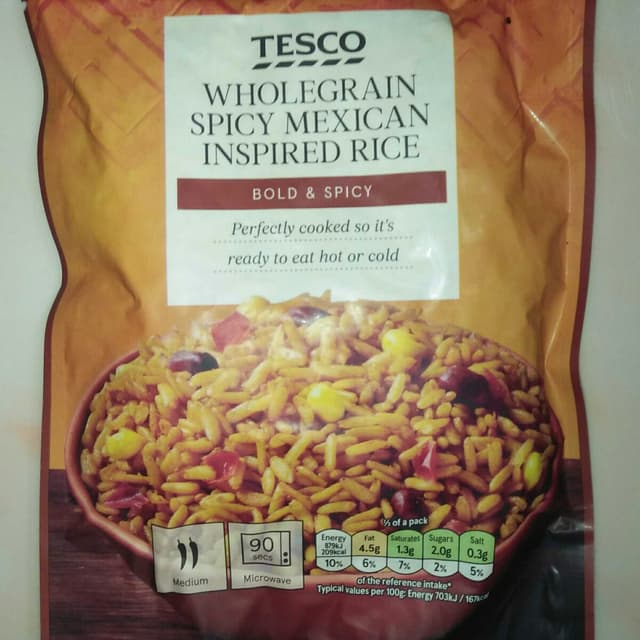 TESCO
WHOLEGRAIN
SPICY MEXICAN
INSPIRED RICE
BOLD & SPICY
Perfectly cooked so it's
ready to eat hot or cold
Medium
90
secs
Microwave
½ of a pack
Energy 879kJ 209kcal 10%
Fat 4.5g 6%
Saturates 1.3g 7%
Sugars 2.0g 2%
Salt 0.3g 5%
of the reference intake*
Typical values per 100g: Energy 703kJ / 167kcal